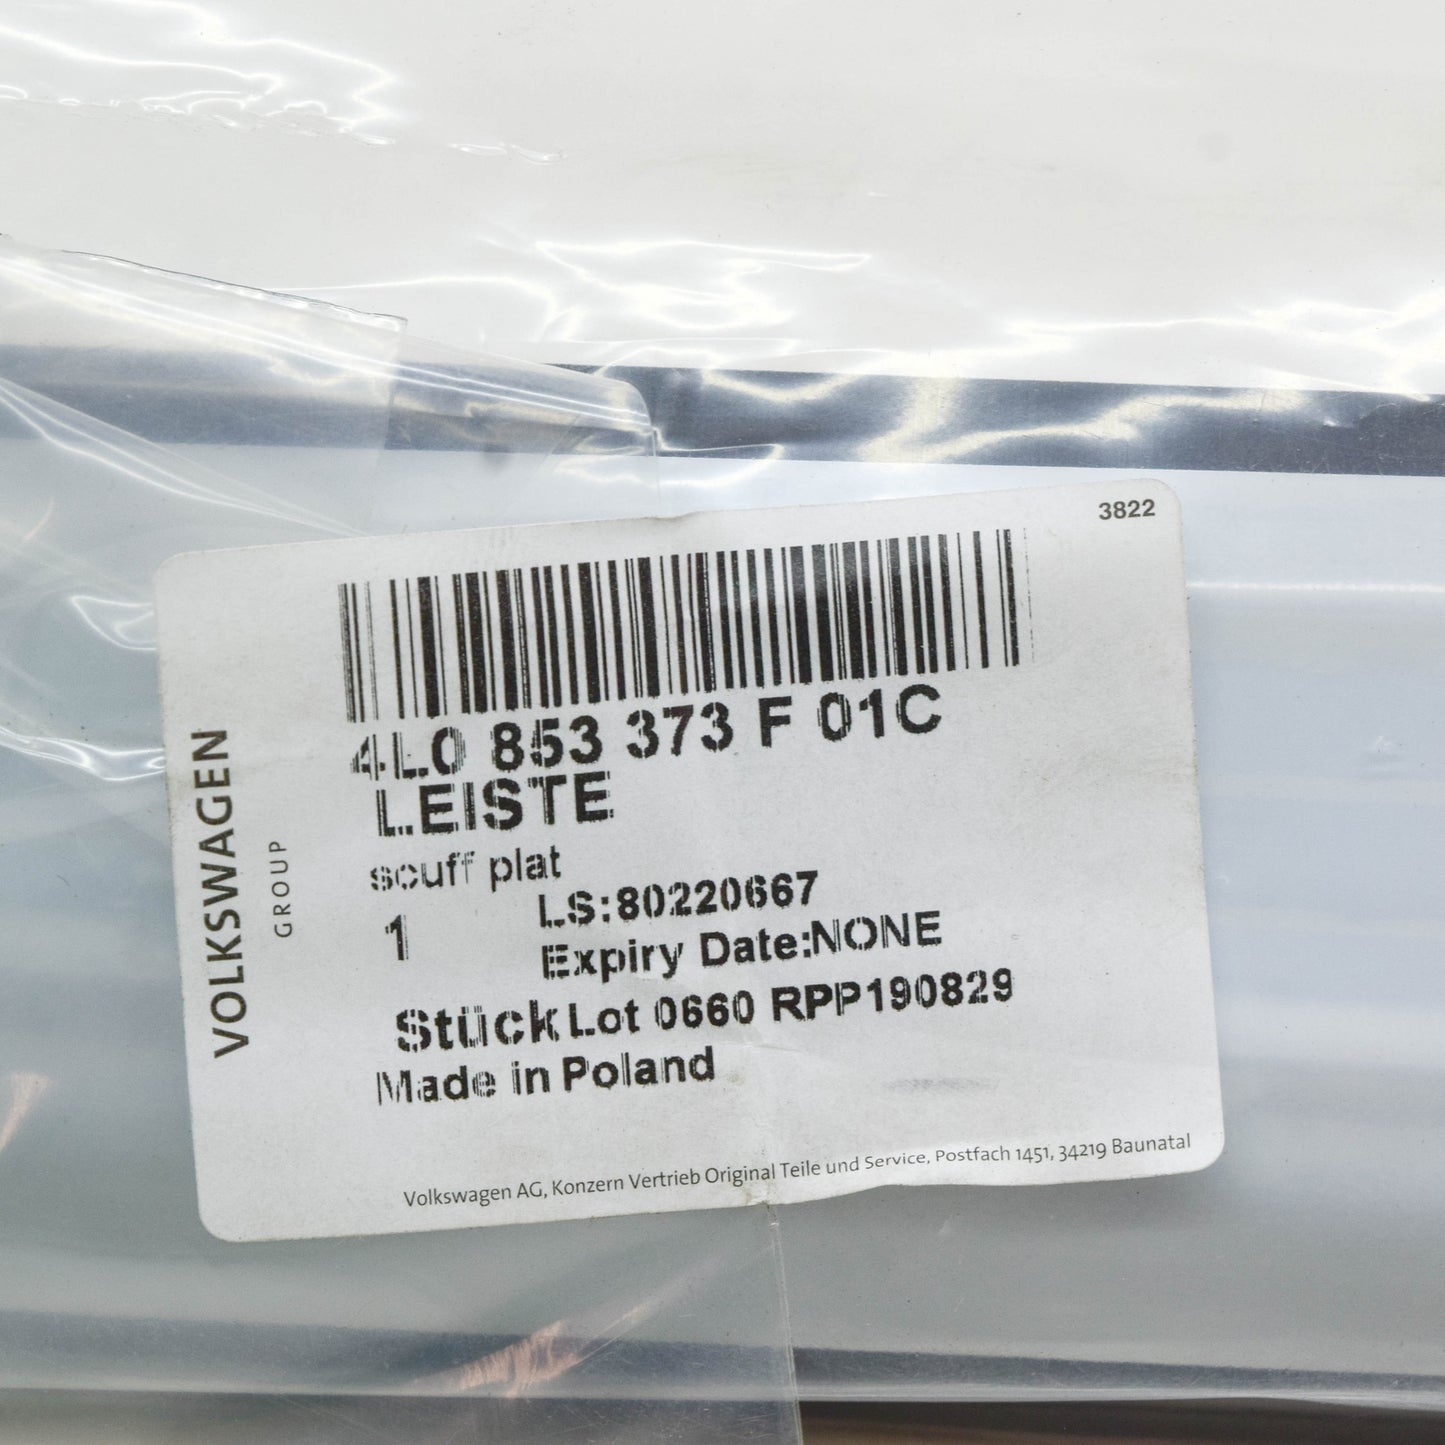 3822
4L0 853 373 F 01C
LEISTE
scuff plat
1 LS:80220667
Expiry Date:NONE
Stück Lot 0660 RPP190829
Made in Poland
VOLKSWAGEN
GROUP
Volkswagen AG, Konzern Vertrieb Original Teile und Service, Postfach 1451, 34219 Baunatal